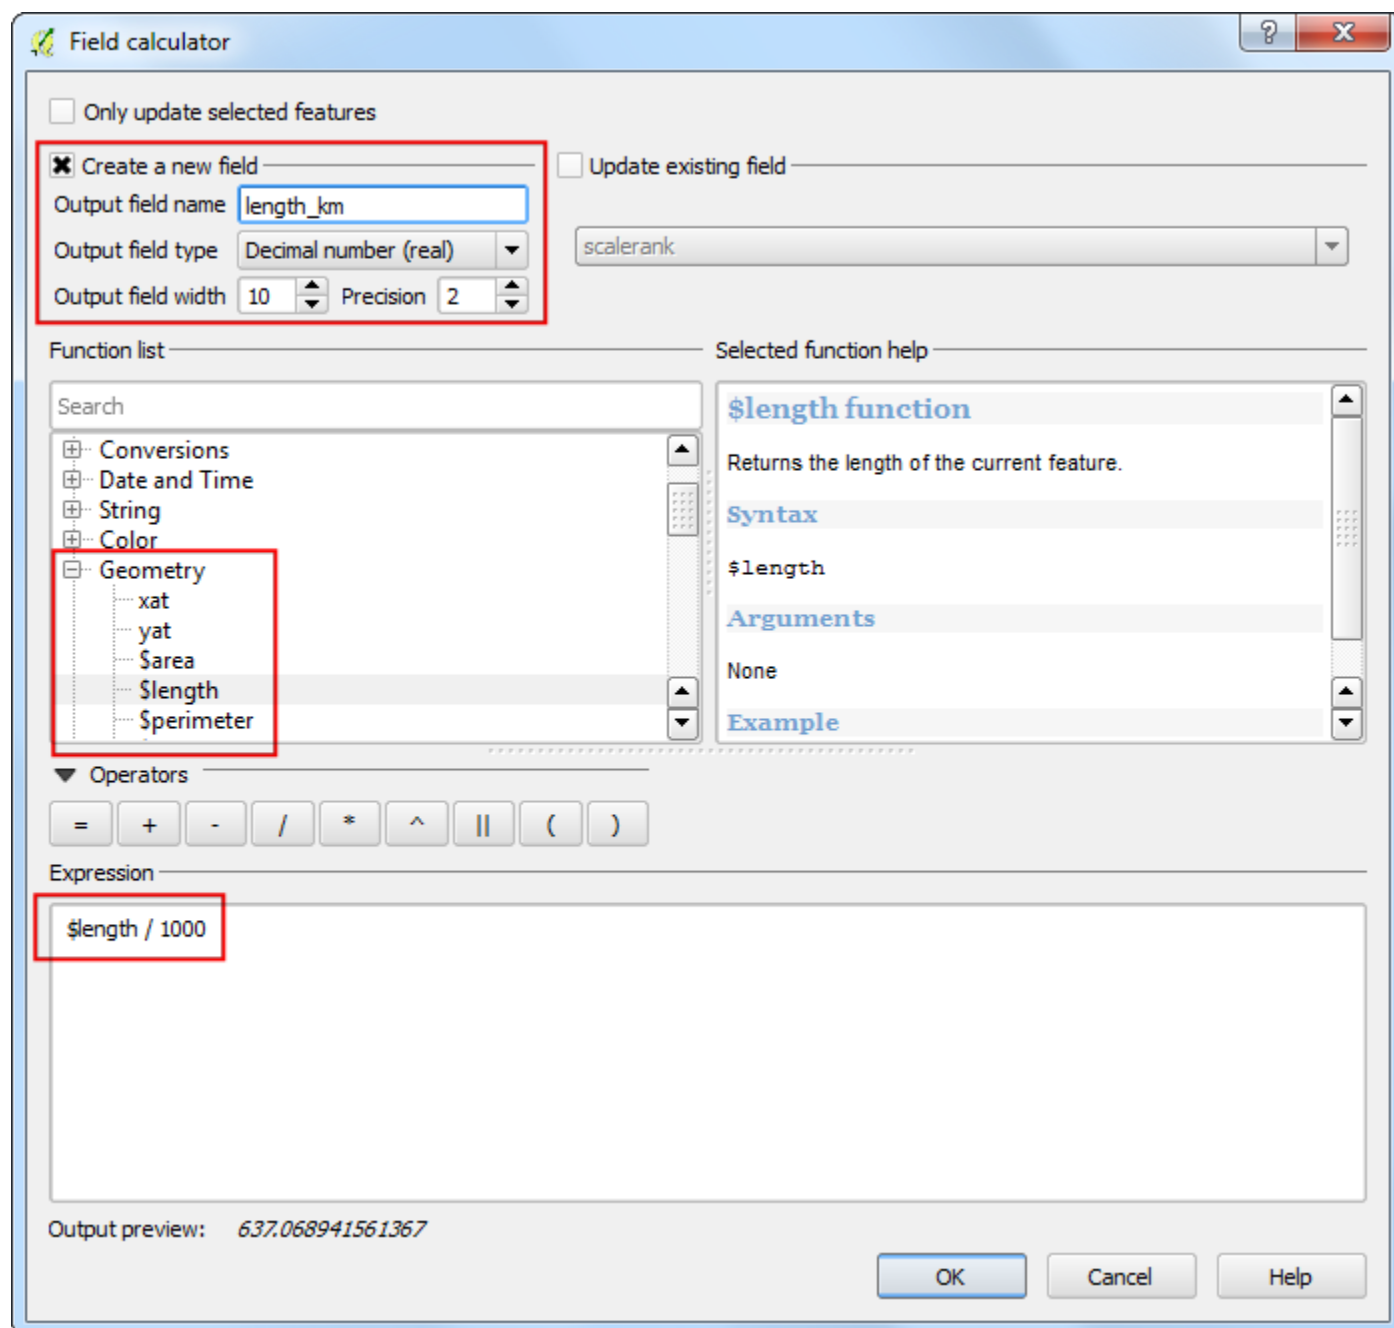 Field calculator
?
X
Only update selected features
Create a new field
Update existing field
Output field name length_km
Output field type Decimal number (real)
scalerank
Output field width 10 Precision 2
Function list
Selected function help
Search
Conversions
Date and Time
String
Color
Geometry
xat
yat
$area
$length
$perimeter
$length function
Returns the length of the current feature.
Syntax
$length
Arguments
None
Example
Operators
= + - / * ^ || ( )
Expression
$length / 1000
Output preview: 637.068941561367
OK Cancel Help